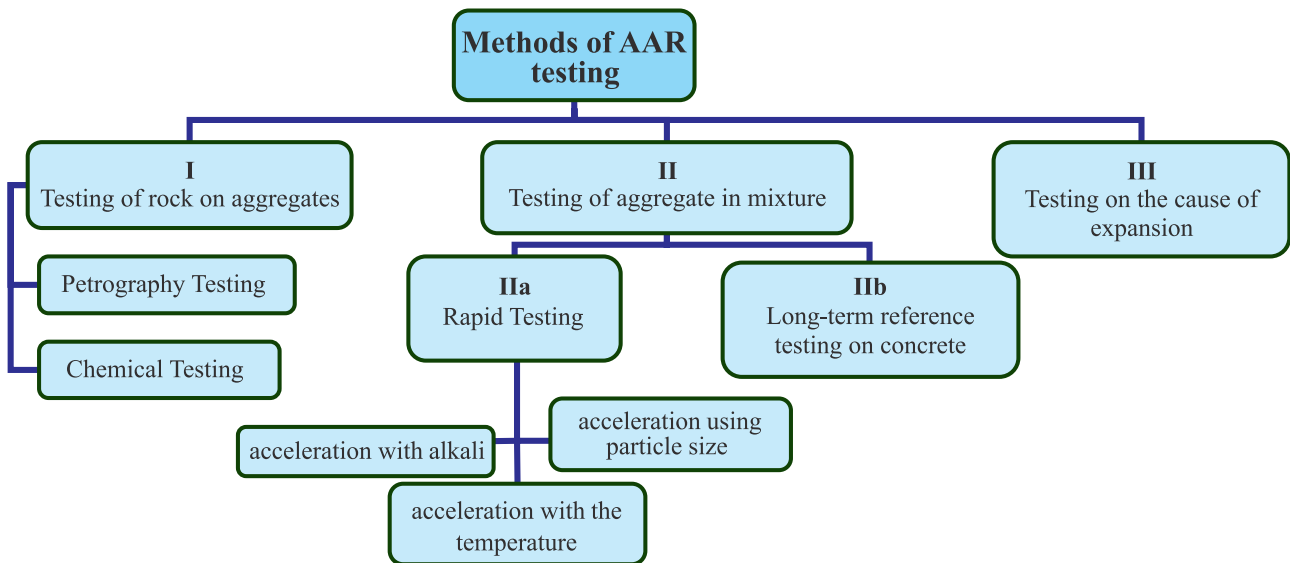 Methods of AAR
testing
I
Testing of rock on aggregates
II
Testing of aggregate in mixture
III
Testing on the cause of
expansion
Petrography Testing
Chemical Testing
IIa
Rapid Testing
IIb
Long-term reference
testing on concrete
acceleration with alkali
acceleration using
particle size
acceleration with the
temperature